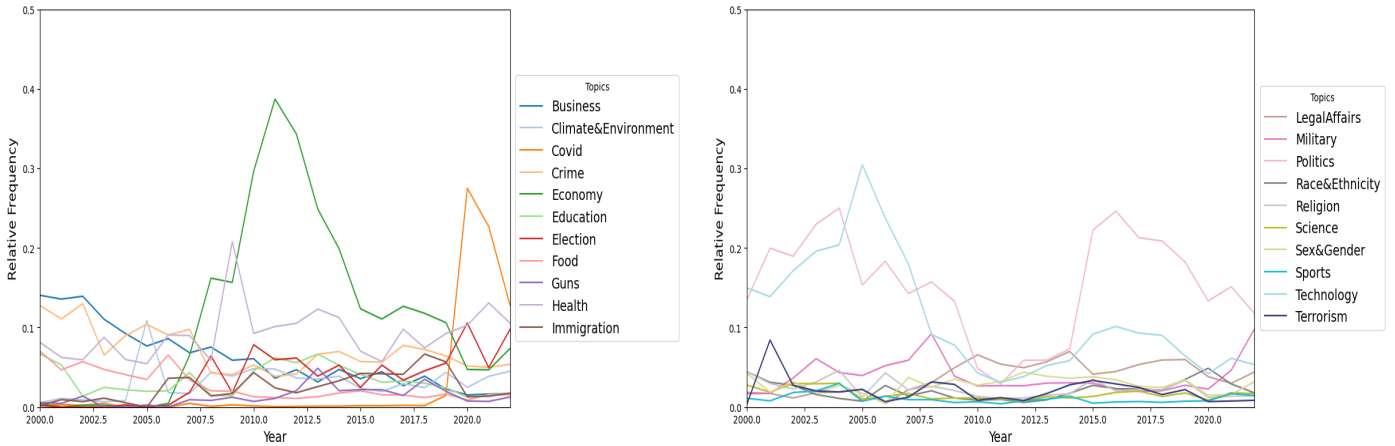 0.5
0.4
0.3
0.2
0.1
0.0
Relative Frequency
2000.0 2002.5 2005.0 2007.5 2010.0 2012.5 2015.0 2017.5 2020.0
Year
Topics
Business
Climate&Environment
Covid
Crime
Economy
Education
Election
Food
Guns
Health
Immigration
0.5
0.4
0.3
0.2
0.1
0.0
Relative Frequency
2000.0 2002.5 2005.0 2007.5 2010.0 2012.5 2015.0 2017.5 2020.0
Year
Topics
LegalAffairs
Military
Politics
Race&Ethnicity
Religion
Science
Sex&Gender
Sports
Technology
Terrorism